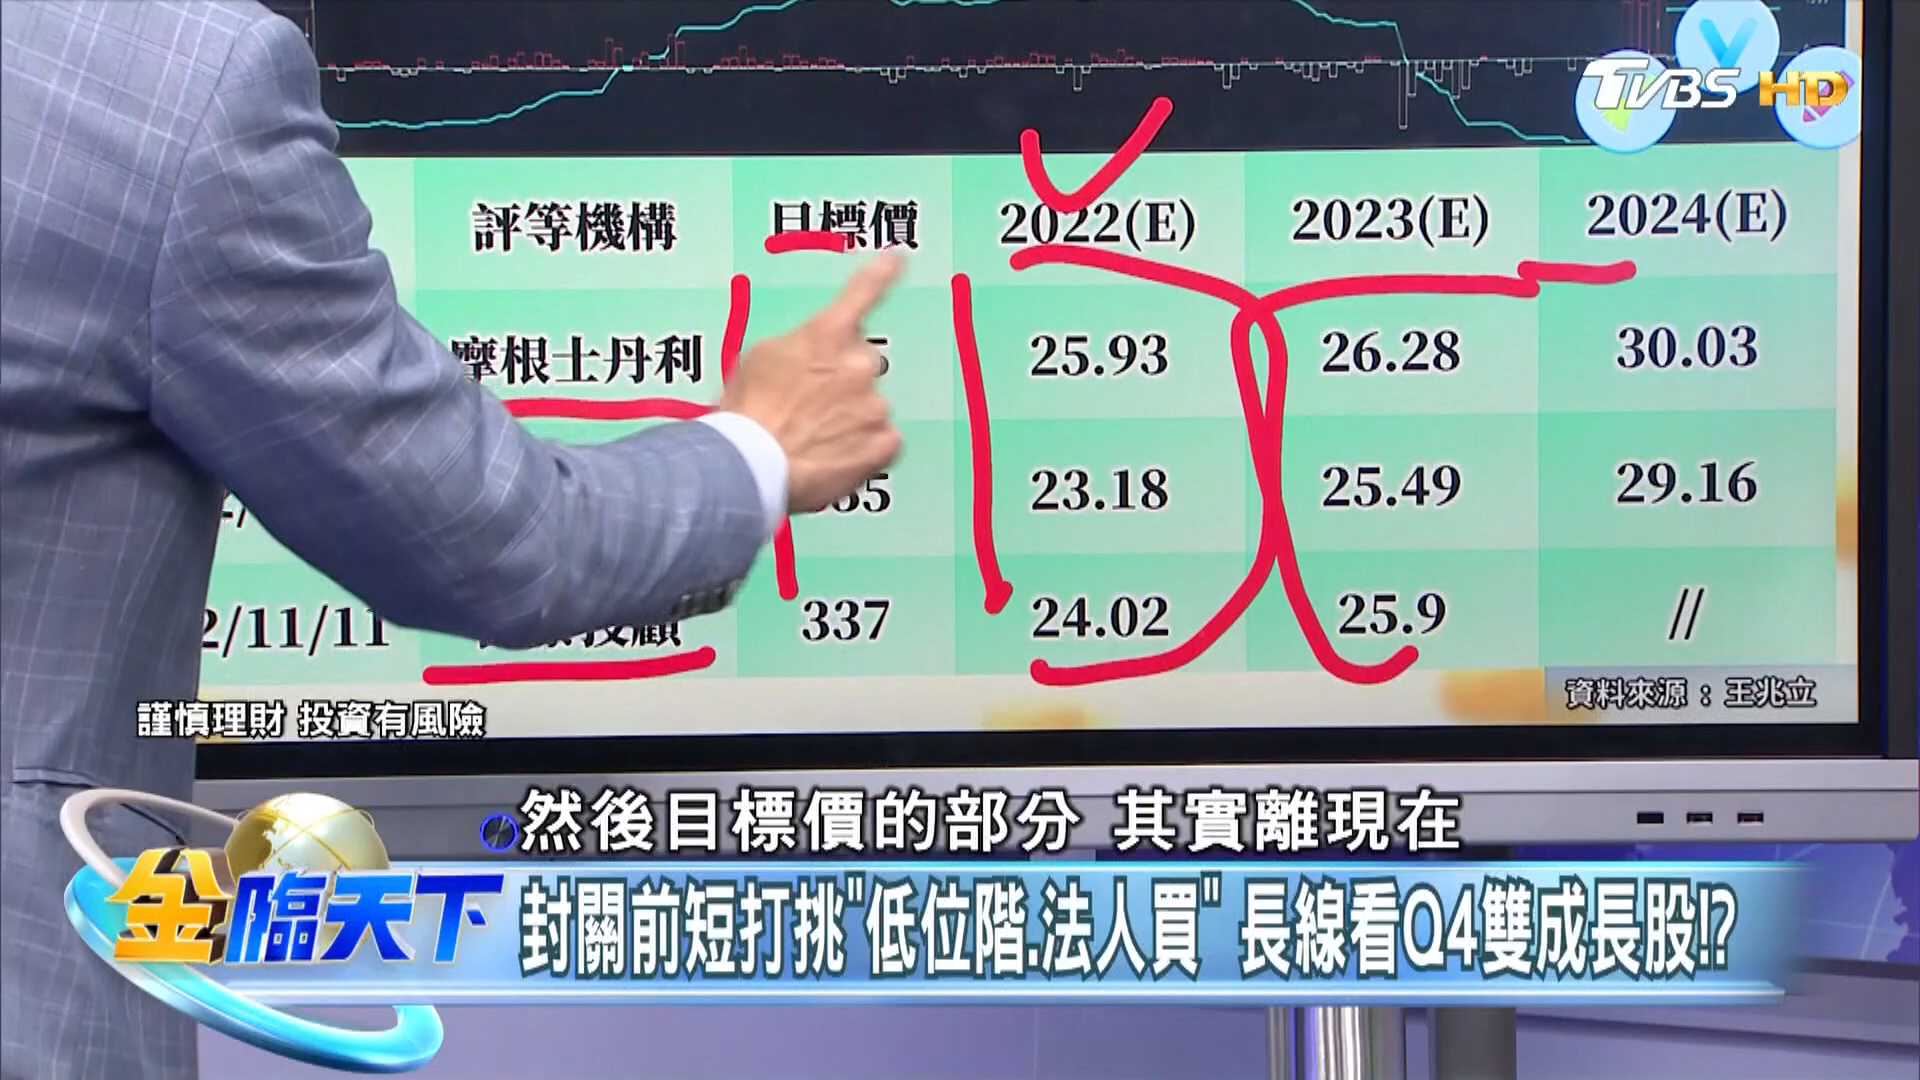 TVBS HD
評等機構 目標價 2022(E) 2023(E) 2024(E)
摩根士丹利 25.93 26.28 30.03
23.18 25.49 29.16
2/11/11 投顧 337 24.02 25.9 //
資料來源：王兆立
謹慎理財 投資有風險
然後目標價的部分 其實離現在
金臨天下
封關前短打挑"低位階.法人買" 長線看Q4雙成長股!?